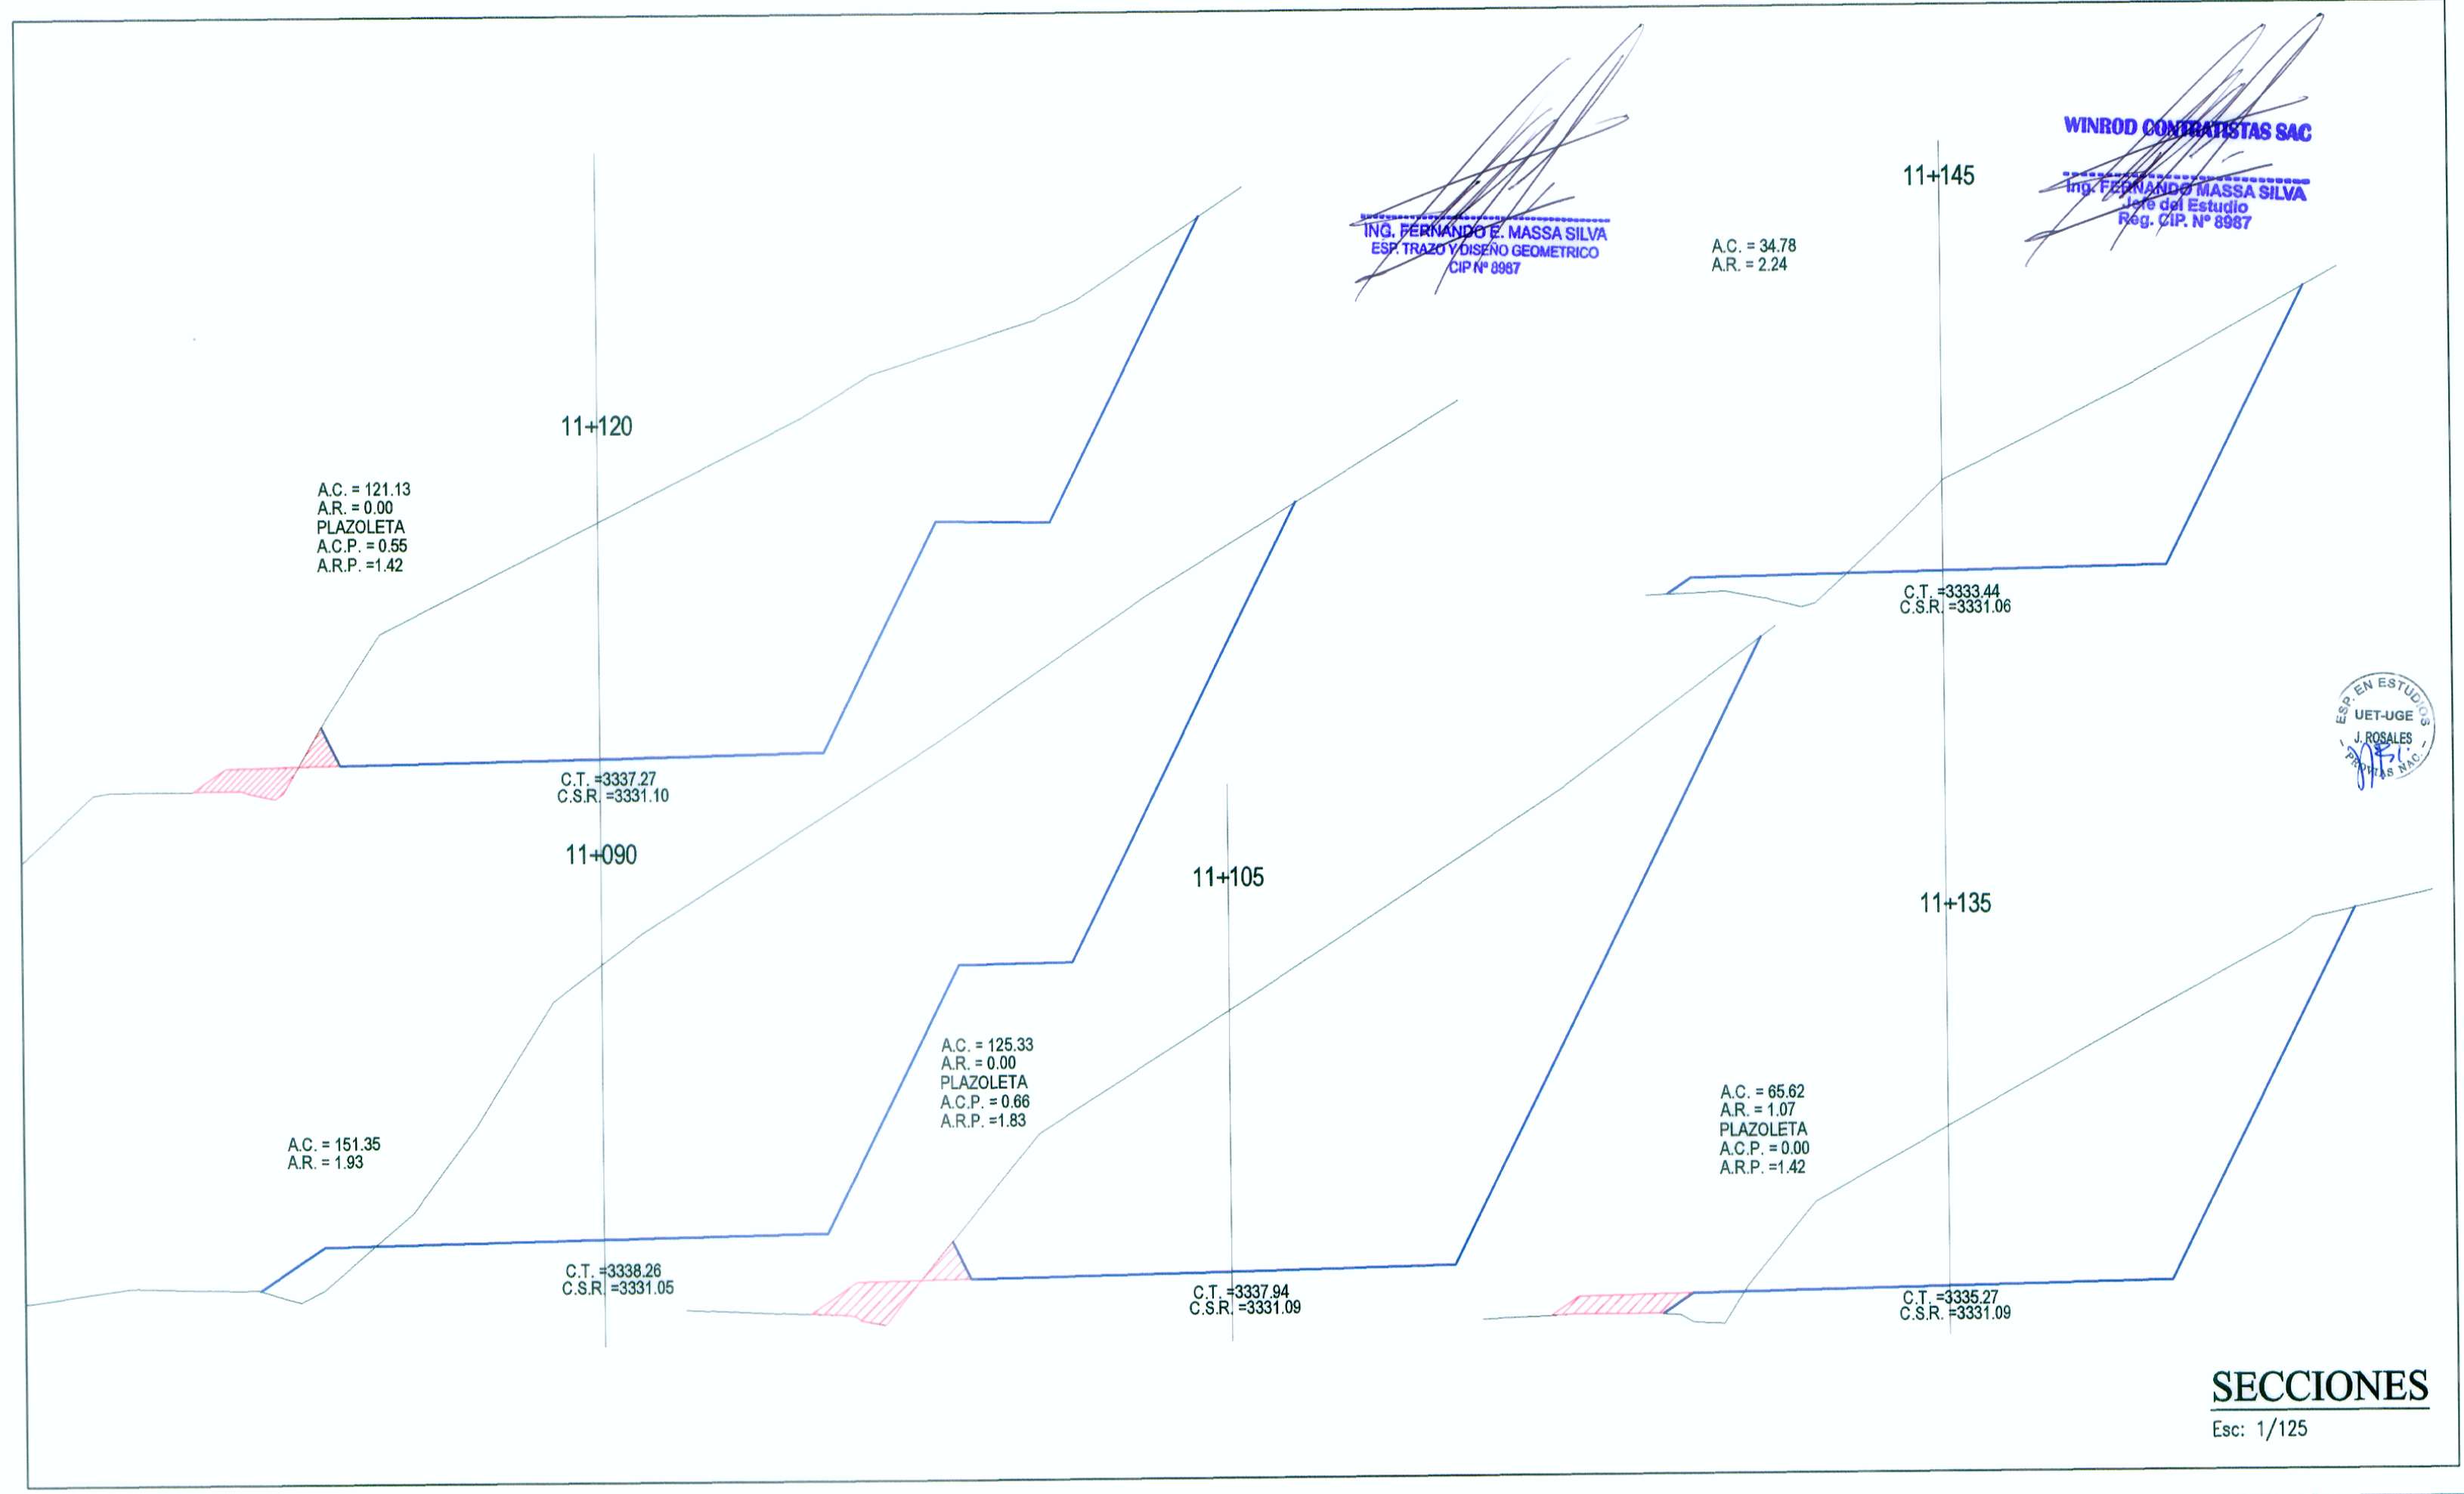 11+120
A.C. = 121.13
A.R. = 0.00
PLAZOLETA
A.C.P. = 0.55
A.R.P. =1.42
C.T. =3337.27
C.S.R. =3331.10
11+090
A.C. = 151.35
A.R. = 1.93
C.T. =3338.26
C.S.R. =3331.05
ING. FERNANDO E. MASSA SILVA
ESP. TRAZO Y DISEÑO GEOMETRICO
CIP Nº 8987
11+105
A.C. = 125.33
A.R. = 0.00
PLAZOLETA
A.C.P. = 0.66
A.R.P. =1.83
C.T. =3337.94
C.S.R. =3331.09
WINROD CONTRATISTAS SAC
Ing. FERNANDO MASSA SILVA
Jefe del Estudio
Reg. CIP. Nº 8987
11+145
A.C. = 34.78
A.R. = 2.24
C.T. =3333.44
C.S.R. =3331.06
ESP. EN ESTUDIOS
UET-UGE
J. ROSALES
PROVIAS NAC.
11+135
A.C. = 65.62
A.R. = 1.07
PLAZOLETA
A.C.P. = 0.00
A.R.P. =1.42
C.T. =3335.27
C.S.R. =3331.09
SECCIONES
Esc: 1/125